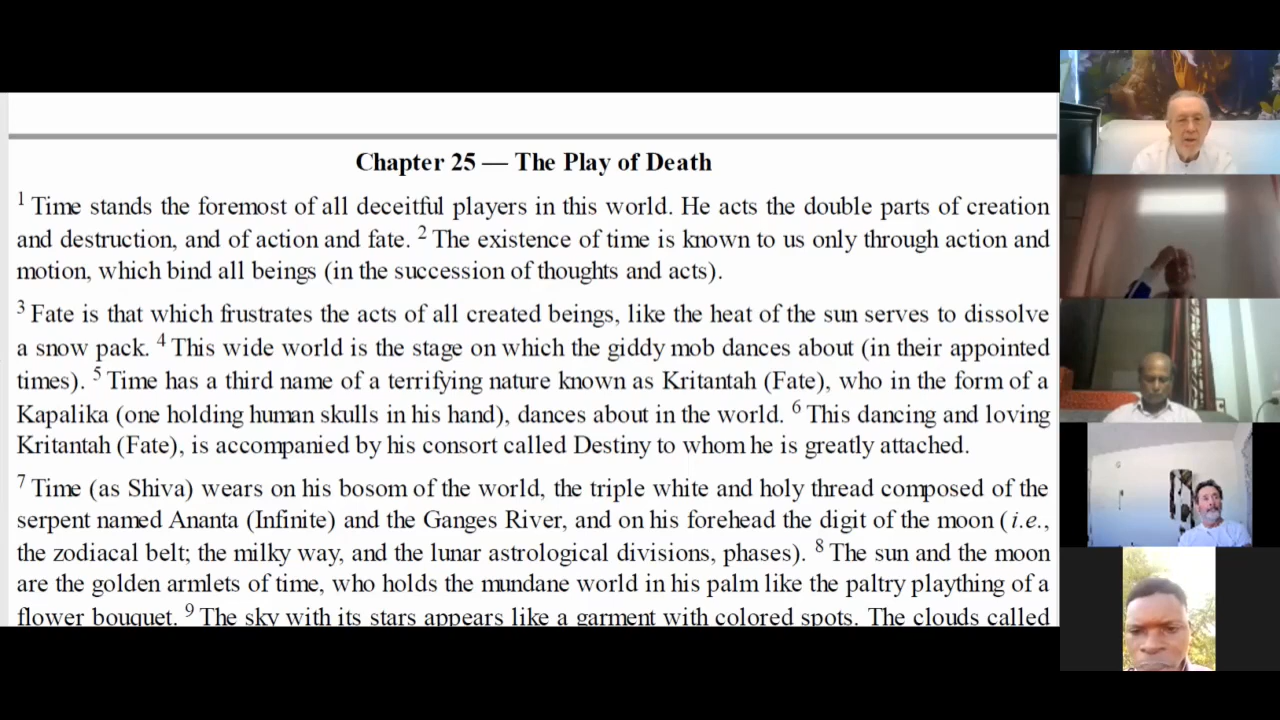 Chapter 25 — The Play of Death
1 Time stands the foremost of all deceitful players in this world. He acts the double parts of creation
and destruction, and of action and fate. 2 The existence of time is known to us only through action and
motion, which bind all beings (in the succession of thoughts and acts).
3 Fate is that which frustrates the acts of all created beings, like the heat of the sun serves to dissolve
a snow pack. 4 This wide world is the stage on which the giddy mob dances about (in their appointed
times). 5 Time has a third name of a terrifying nature known as Kritantah (Fate), who in the form of a
Kapalika (one holding human skulls in his hand), dances about in the world. 6 This dancing and loving
Kritantah (Fate), is accompanied by his consort called Destiny to whom he is greatly attached.
7 Time (as Shiva) wears on his bosom of the world, the triple white and holy thread composed of the
serpent named Ananta (Infinite) and the Ganges River, and on his forehead the digit of the moon (i.e.,
the zodiacal belt; the milky way, and the lunar astrological divisions, phases). 8 The sun and the moon
are the golden armlets of time, who holds the mundane world in his palm like the paltry plaything of a
flower bouquet. 9 The sky with its stars appears like a garment with colored spots. The clouds called